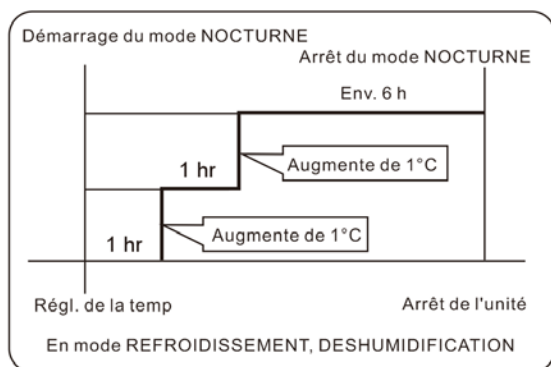 Démarrage du mode NOCTURNE
Arrêt du mode NOCTURNE
Env. 6 h
1 hr
Augmente de 1°C
1 hr
Augmente de 1°C
Régl. de la temp
Arrêt de l'unité
En mode REFROIDISSEMENT, DESHUMIDIFICATION